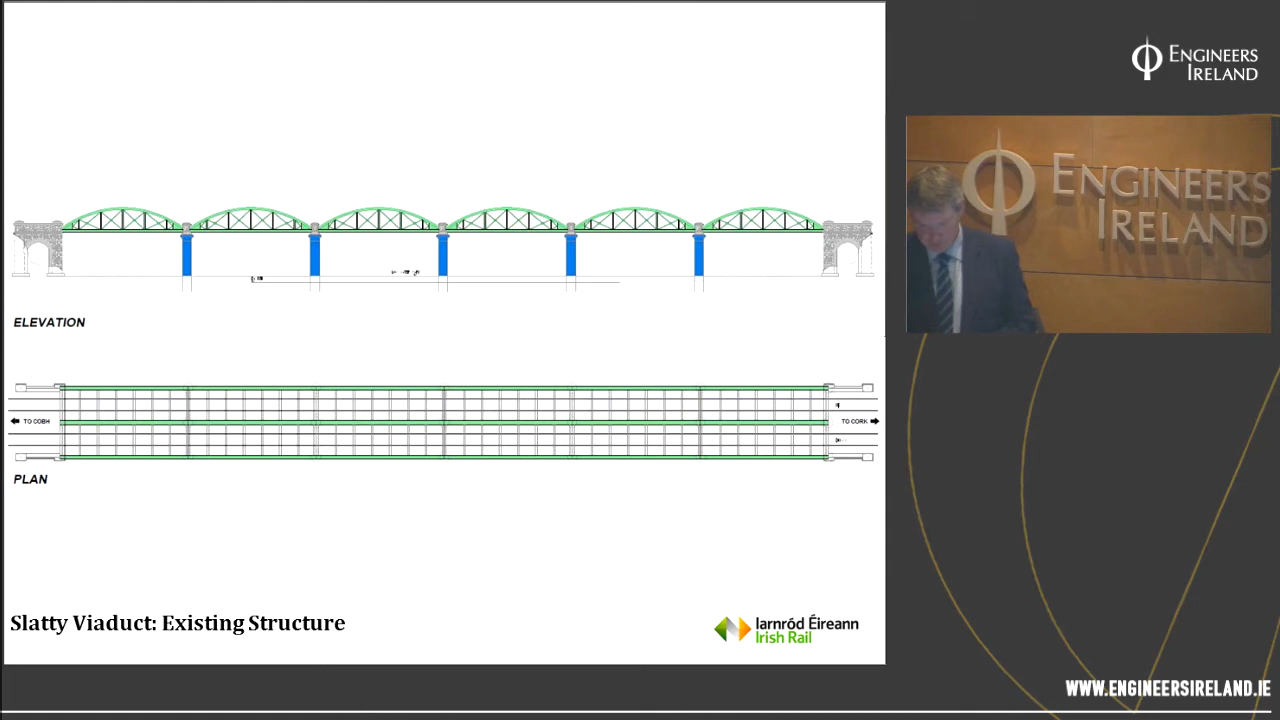 ELEVATION
TO COBH
TO CORK
PLAN
Slatty Viaduct: Existing Structure
Iarnród Éireann
Irish Rail
ENGINEERS
IRELAND
ENGINEERS
IRELAND
WWW.ENGINEERSIRELAND.IE